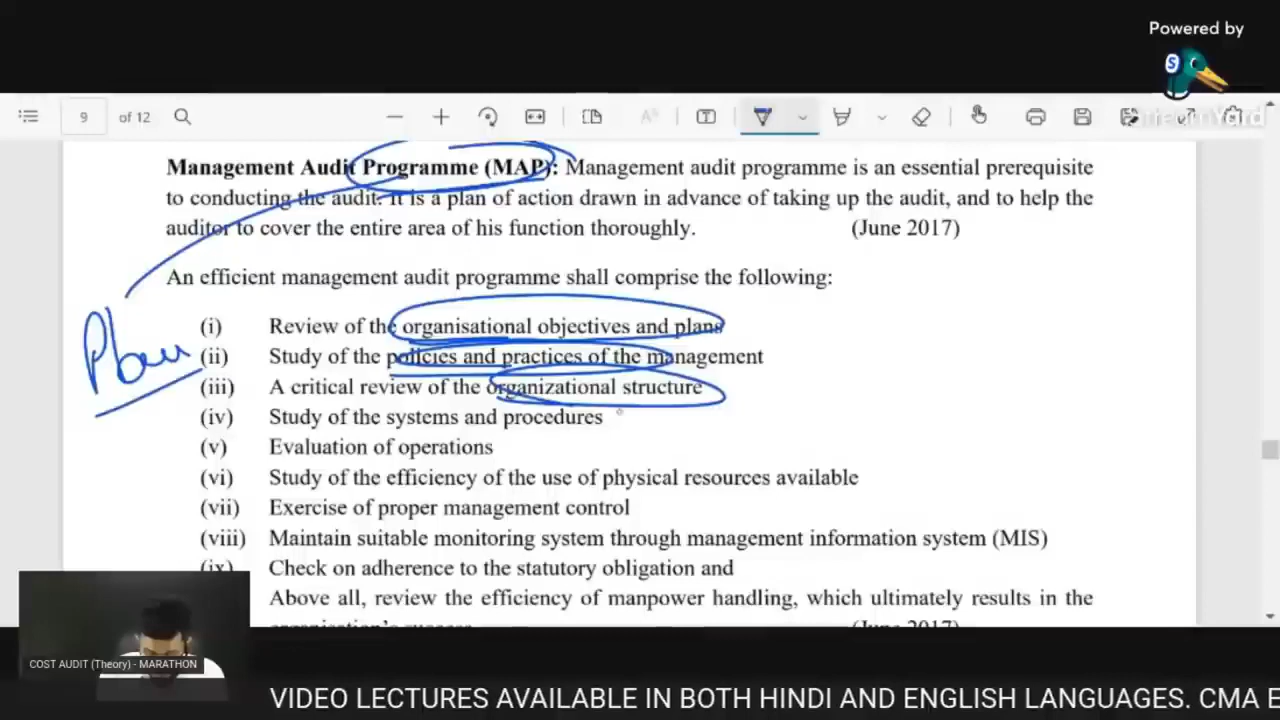 Powered by
S
StreamYard
9
of 12
Management Audit Programme (MAP): Management audit programme is an essential prerequisite
to conducting the audit. It is a plan of action drawn in advance of taking up the audit, and to help the
auditor to cover the entire area of his function thoroughly. (June 2017)
An efficient management audit programme shall comprise the following:
(i) Review of the organisational objectives and plans
(ii) Study of the policies and practices of the management
Plan
(iii) A critical review of the organizational structure
(iv) Study of the systems and procedures
(v) Evaluation of operations
(vi) Study of the efficiency of the use of physical resources available
(vii) Exercise of proper management control
(viii) Maintain suitable monitoring system through management information system (MIS)
(ix) Check on adherence to the statutory obligation and
Above all, review the efficiency of manpower handling, which ultimately results in the
organisation's success (June 2017)
COST AUDIT (Theory) - MARATHON
VIDEO LECTURES AVAILABLE IN BOTH HINDI AND ENGLISH LANGUAGES. CMA E